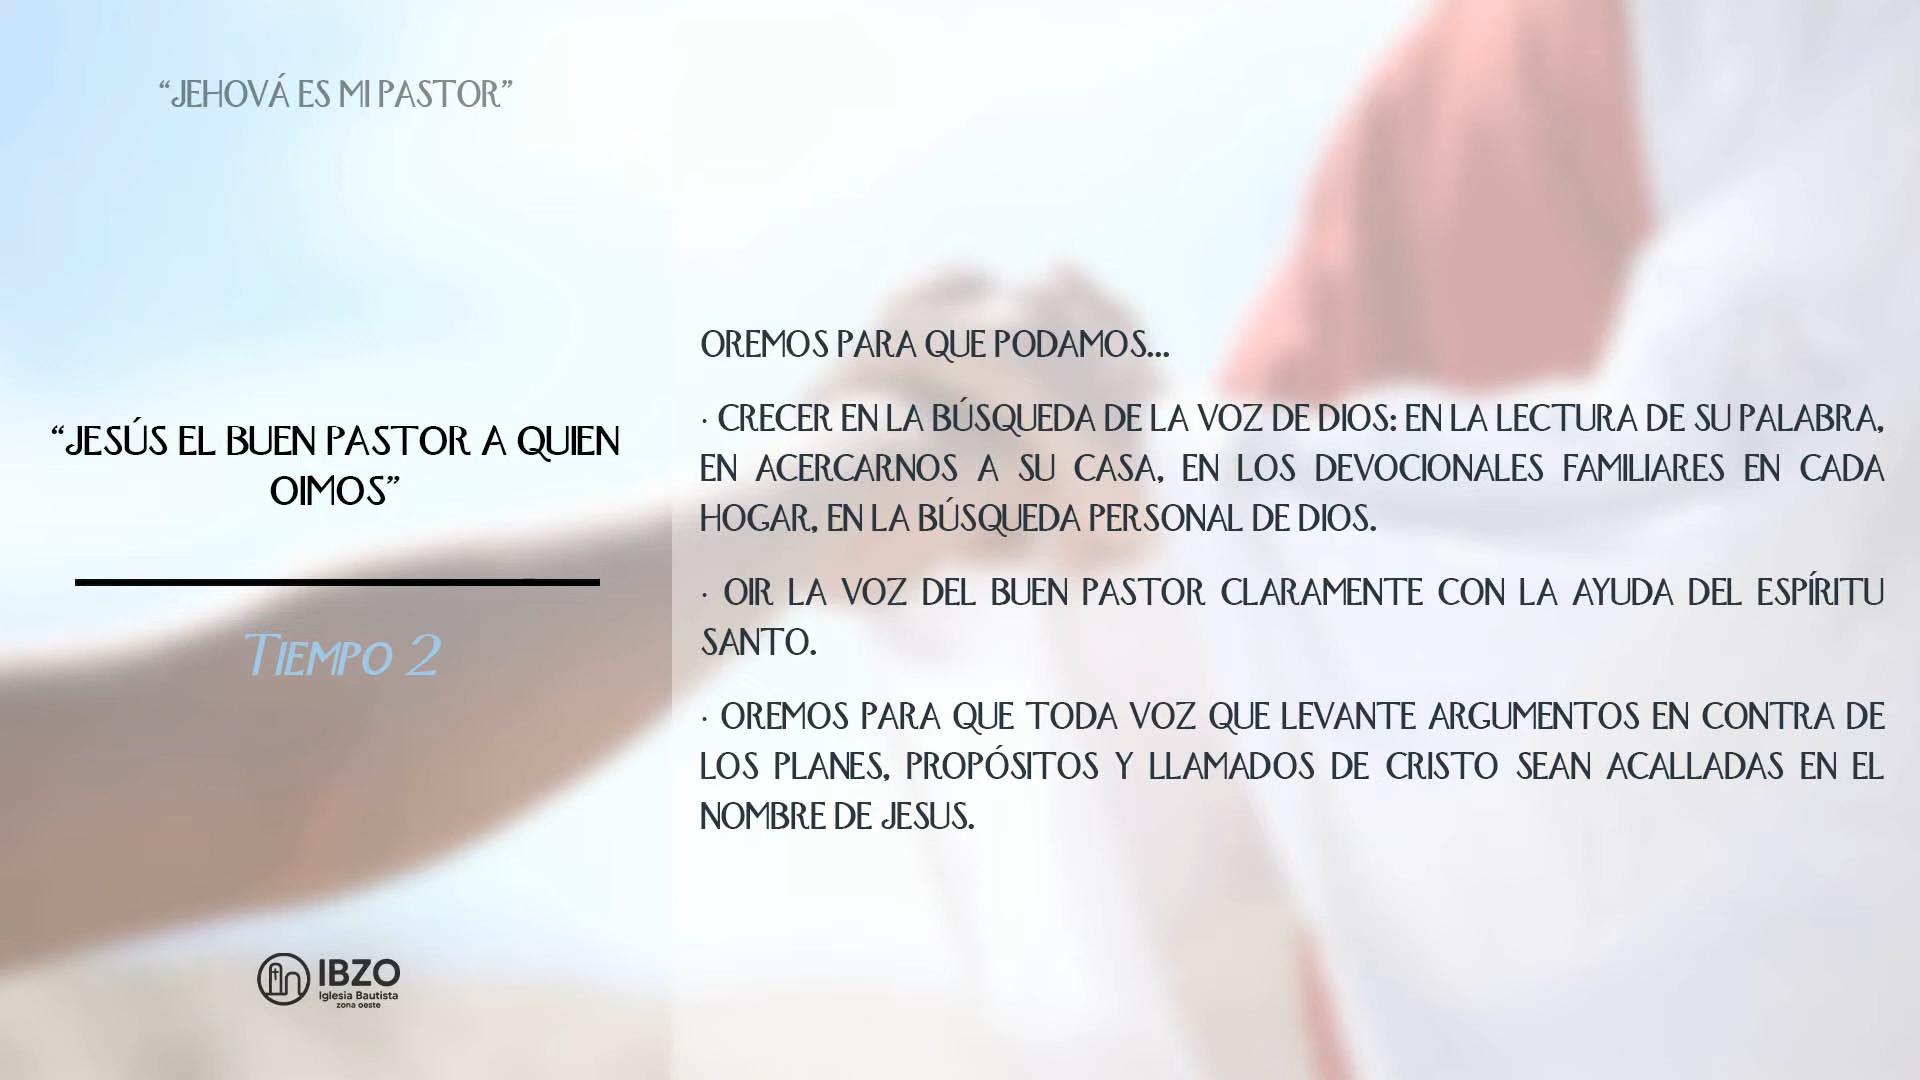 “JEHOVÁ ES MI PASTOR”
“JESÚS EL BUEN PASTOR A QUIEN
OIMOS”
TIEMPO 2
IBZO
Iglesia Bautista
zona oeste
OREMOS PARA QUE PODAMOS...
· CRECER EN LA BÚSQUEDA DE LA VOZ DE DIOS: EN LA LECTURA DE SU PALABRA,
EN ACERCARNOS A SU CASA, EN LOS DEVOCIONALES FAMILIARES EN CADA
HOGAR, EN LA BÚSQUEDA PERSONAL DE DIOS.
· OIR LA VOZ DEL BUEN PASTOR CLARAMENTE CON LA AYUDA DEL ESPÍRITU
SANTO.
· OREMOS PARA QUE TODA VOZ QUE LEVANTE ARGUMENTOS EN CONTRA DE
LOS PLANES, PROPÓSITOS Y LLAMADOS DE CRISTO SEAN ACALLADAS EN EL
NOMBRE DE JESUS.